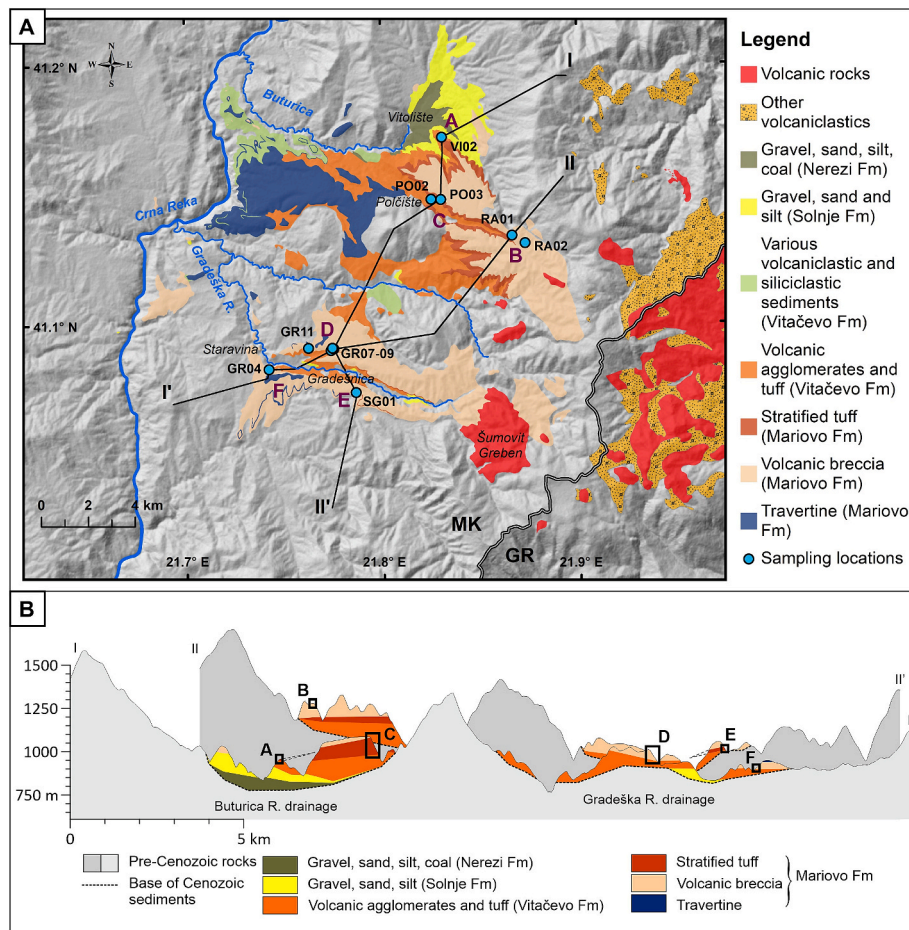 A
N
W E
S
41.2° N
41.1° N
Buturica
Vitolište
A
VI02
I
II
PO02
PO03
Polčište
C
RA01
RA02
B
Crna Reka
Gradeška R.
D
GR11
Staravina
GR07-09
GR04
Gradešnica
F
E
SG01
I'
II'
Šumovit
Greben
0 2 4 km
MK
GR
21.7° E
21.8° E
21.9° E
Legend
Volcanic rocks
Other
volcaniclastics
Gravel, sand, silt,
coal (Nerezi Fm)
Gravel, sand and
silt (Solnje Fm)
Various
volcaniclastic and
siliciclastic
sediments
(Vitačevo Fm)
Volcanic
agglomerates and
tuff (Vitačevo Fm)
Stratified tuff
(Mariovo Fm)
Volcanic breccia
(Mariovo Fm)
Travertine (Mariovo
Fm)
Sampling locations
B
I
II
II'
1500
1250
1000
750 m
A
B
C
D
E
F
Buturica R. drainage
Gradeška R. drainage
0 5 km
Pre-Cenozoic rocks
Base of Cenozoic
sediments
Gravel, sand, silt, coal (Nerezi Fm)
Gravel, sand, silt (Solnje Fm)
Volcanic agglomerates and tuff (Vitačevo Fm)
Stratified tuff
Volcanic breccia
Travertine
Mariovo Fm